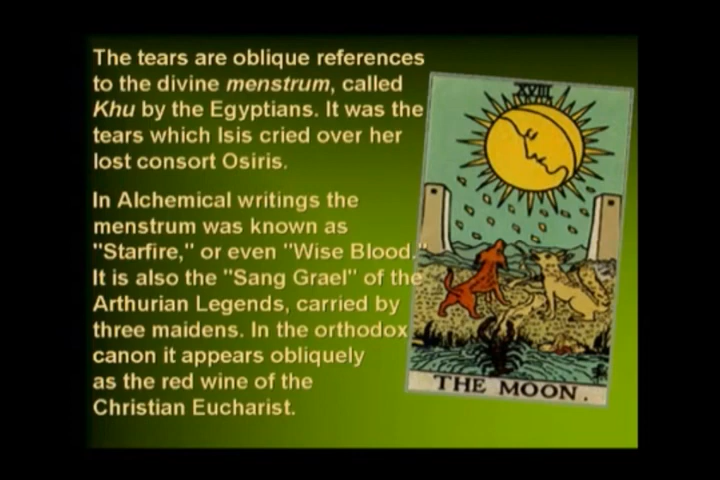 The tears are oblique references
to the divine menstrum, called
Khu by the Egyptians. It was the
tears which Isis cried over her
lost consort Osiris.
In Alchemical writings the
menstrum was known as
"Starfire," or even "Wise Blood."
It is also the "Sang Grael" of the
Arthurian Legends, carried by
three maidens. In the orthodox
canon it appears obliquely
as the red wine of the
Christian Eucharist.
XVIII
THE MOON.